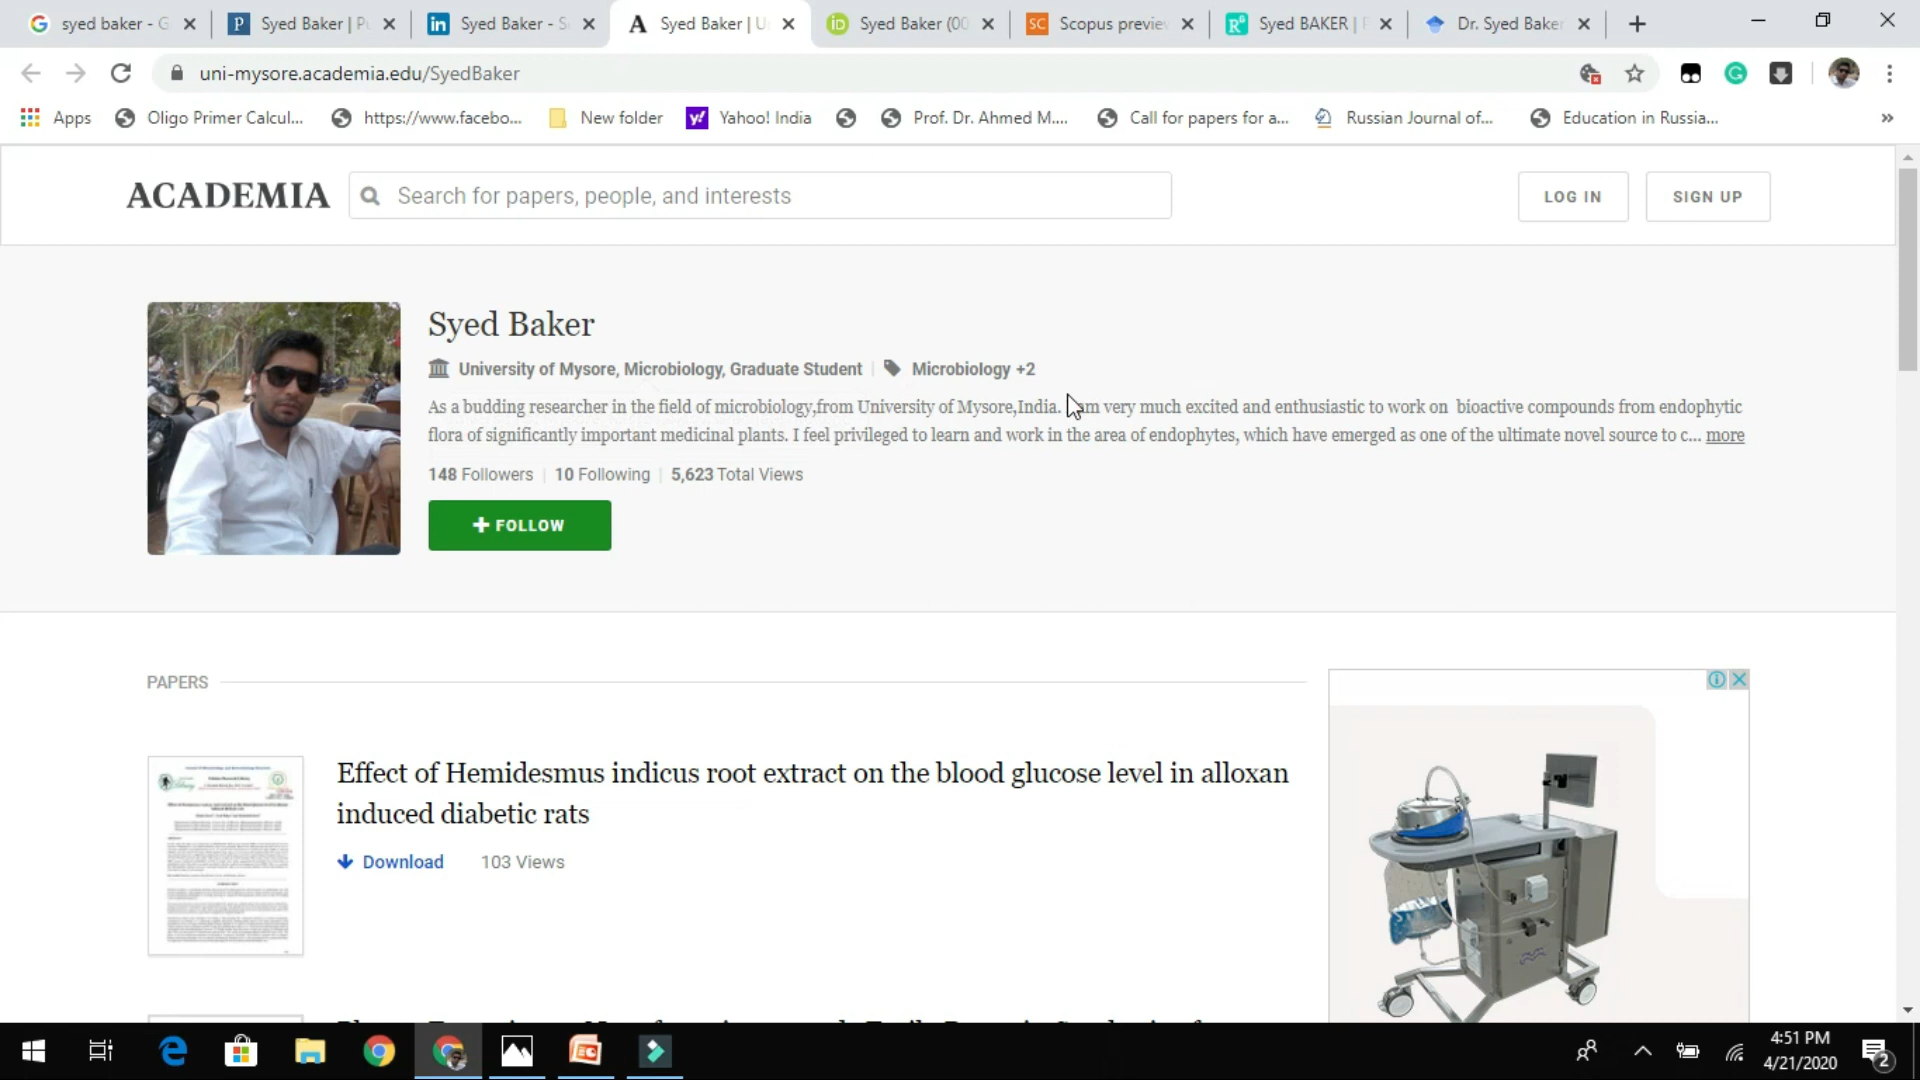 syed baker - G
Syed Baker | P
Syed Baker - S
Syed Baker | U
Syed Baker (00
Scopus preview
Syed BAKER |
Dr. Syed Baker
uni-mysore.academia.edu/SyedBaker
Apps
Oligo Primer Calcul...
https://www.facebo...
New folder
Yahoo! India
Prof. Dr. Ahmed M....
Call for papers for a...
Russian Journal of...
Education in Russia...
»
ACADEMIA
Search for papers, people, and interests
LOG IN
SIGN UP
Syed Baker
University of Mysore, Microbiology, Graduate Student | Microbiology +2
As a budding researcher in the field of microbiology,from University of Mysore,India. I am very much excited and enthusiastic to work on bioactive compounds from endophytic
flora of significantly important medicinal plants. I feel privileged to learn and work in the area of endophytes, which have emerged as one of the ultimate novel source to c... more
148 Followers | 10 Following | 5,623 Total Views
+ FOLLOW
PAPERS
Effect of Hemidesmus indicus root extract on the blood glucose level in alloxan
induced diabetic rats
Download
103 Views
4:51 PM
4/21/2020
2